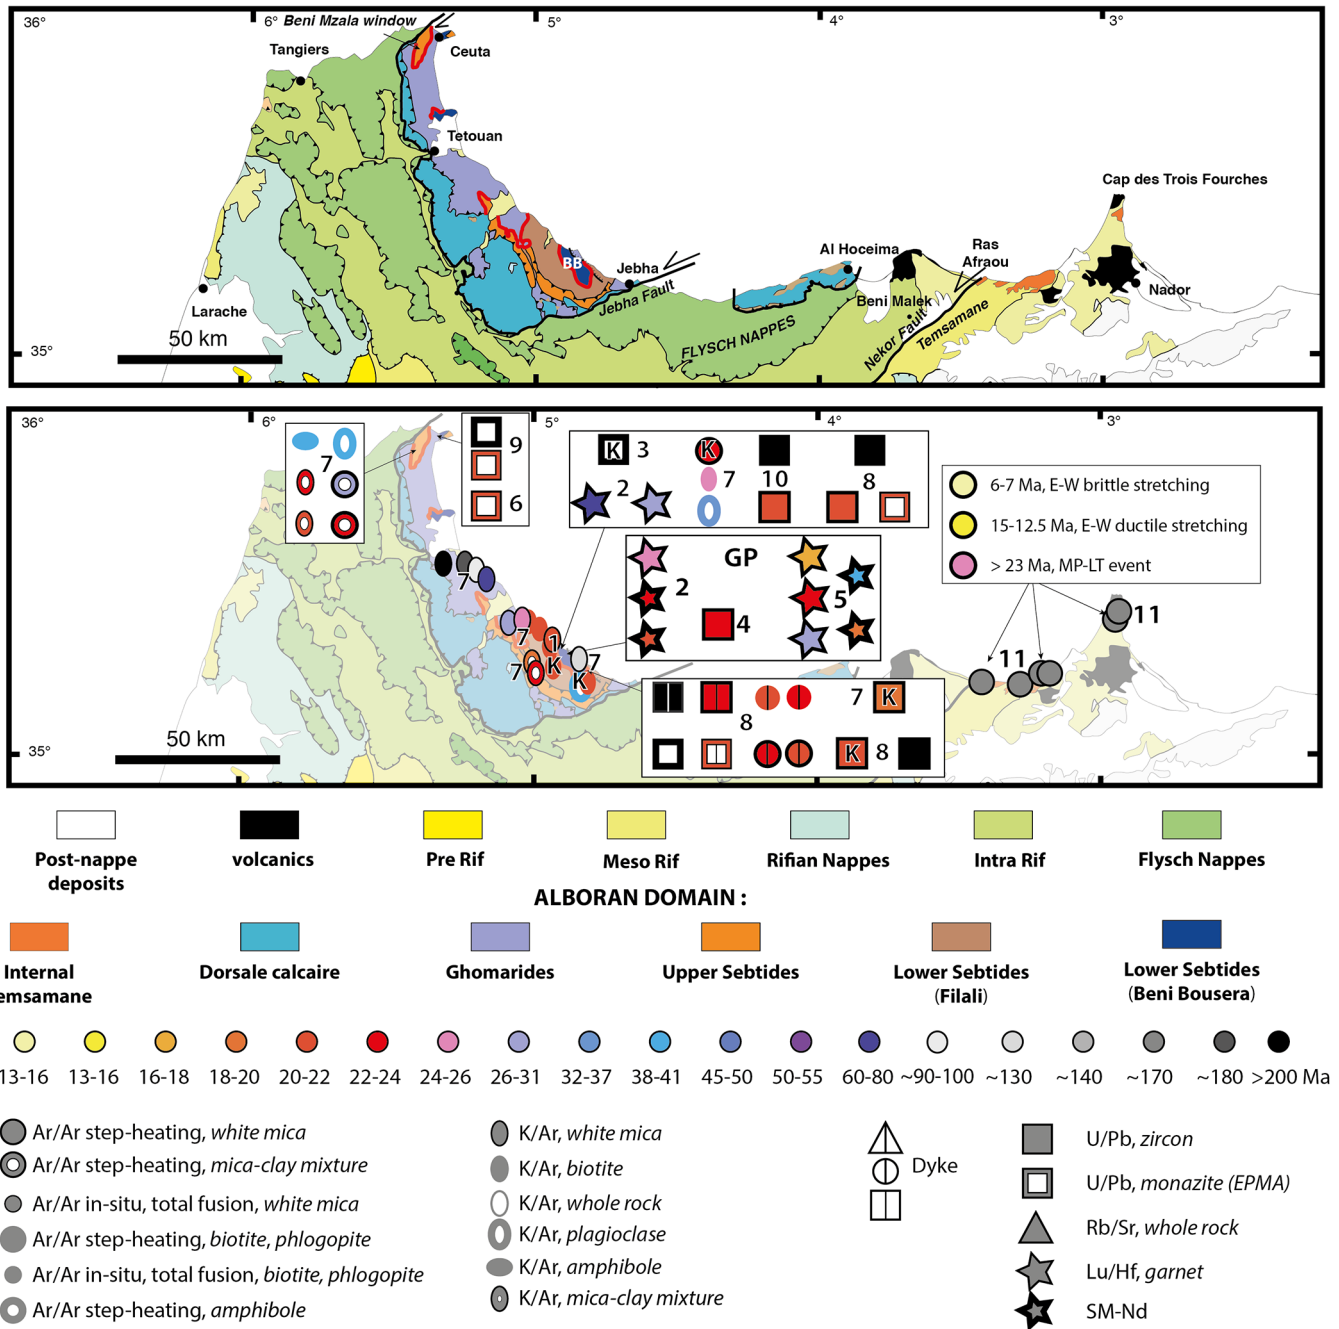 36°
6°
5°
4°
3°
Beni Mzala window
Tangiers
Ceuta
Tetouan
Cap des Trois Fourches
BB
Jebha
Al Hoceima
Ras
Afraou
Larache
Jebha Fault
Beni Malek
Nador
50 km
FLYSCH NAPPES
Nekor Fault
Temsamane
35°
36°
6°
5°
4°
3°
7
9
6
K 3 K 7 10 8
2
GP
2
4
5
6-7 Ma, E-W brittle stretching
15-12.5 Ma, E-W ductile stretching
> 23 Ma, MP-LT event
7
7
1
K
7
7
K
11
11
8
7 K
K 8
50 km
35°
Post-nappe
deposits
volcanics
Pre Rif
Meso Rif
Rifian Nappes
Intra Rif
Flysch Nappes
ALBORAN DOMAIN :
Internal
emsamane
Dorsale calcaire
Ghomarides
Upper Sebtides
Lower Sebtides
(Filali)
Lower Sebtides
(Beni Bousera)
13-16 13-16 16-18 18-20 20-22 22-24 24-26 26-31 32-37 38-41 45-50 50-55 60-80 ~90-100 ~130 ~140 ~170 ~180 >200 Ma
Ar/Ar step-heating, white mica
Ar/Ar step-heating, mica-clay mixture
Ar/Ar in-situ, total fusion, white mica
Ar/Ar step-heating, biotite, phlogopite
Ar/Ar in-situ, total fusion, biotite, phlogopite
Ar/Ar step-heating, amphibole
K/Ar, white mica
K/Ar, biotite
K/Ar, whole rock
K/Ar, plagioclase
K/Ar, amphibole
K/Ar, mica-clay mixture
Dyke
U/Pb, zircon
U/Pb, monazite (EPMA)
Rb/Sr, whole rock
Lu/Hf, garnet
SM-Nd